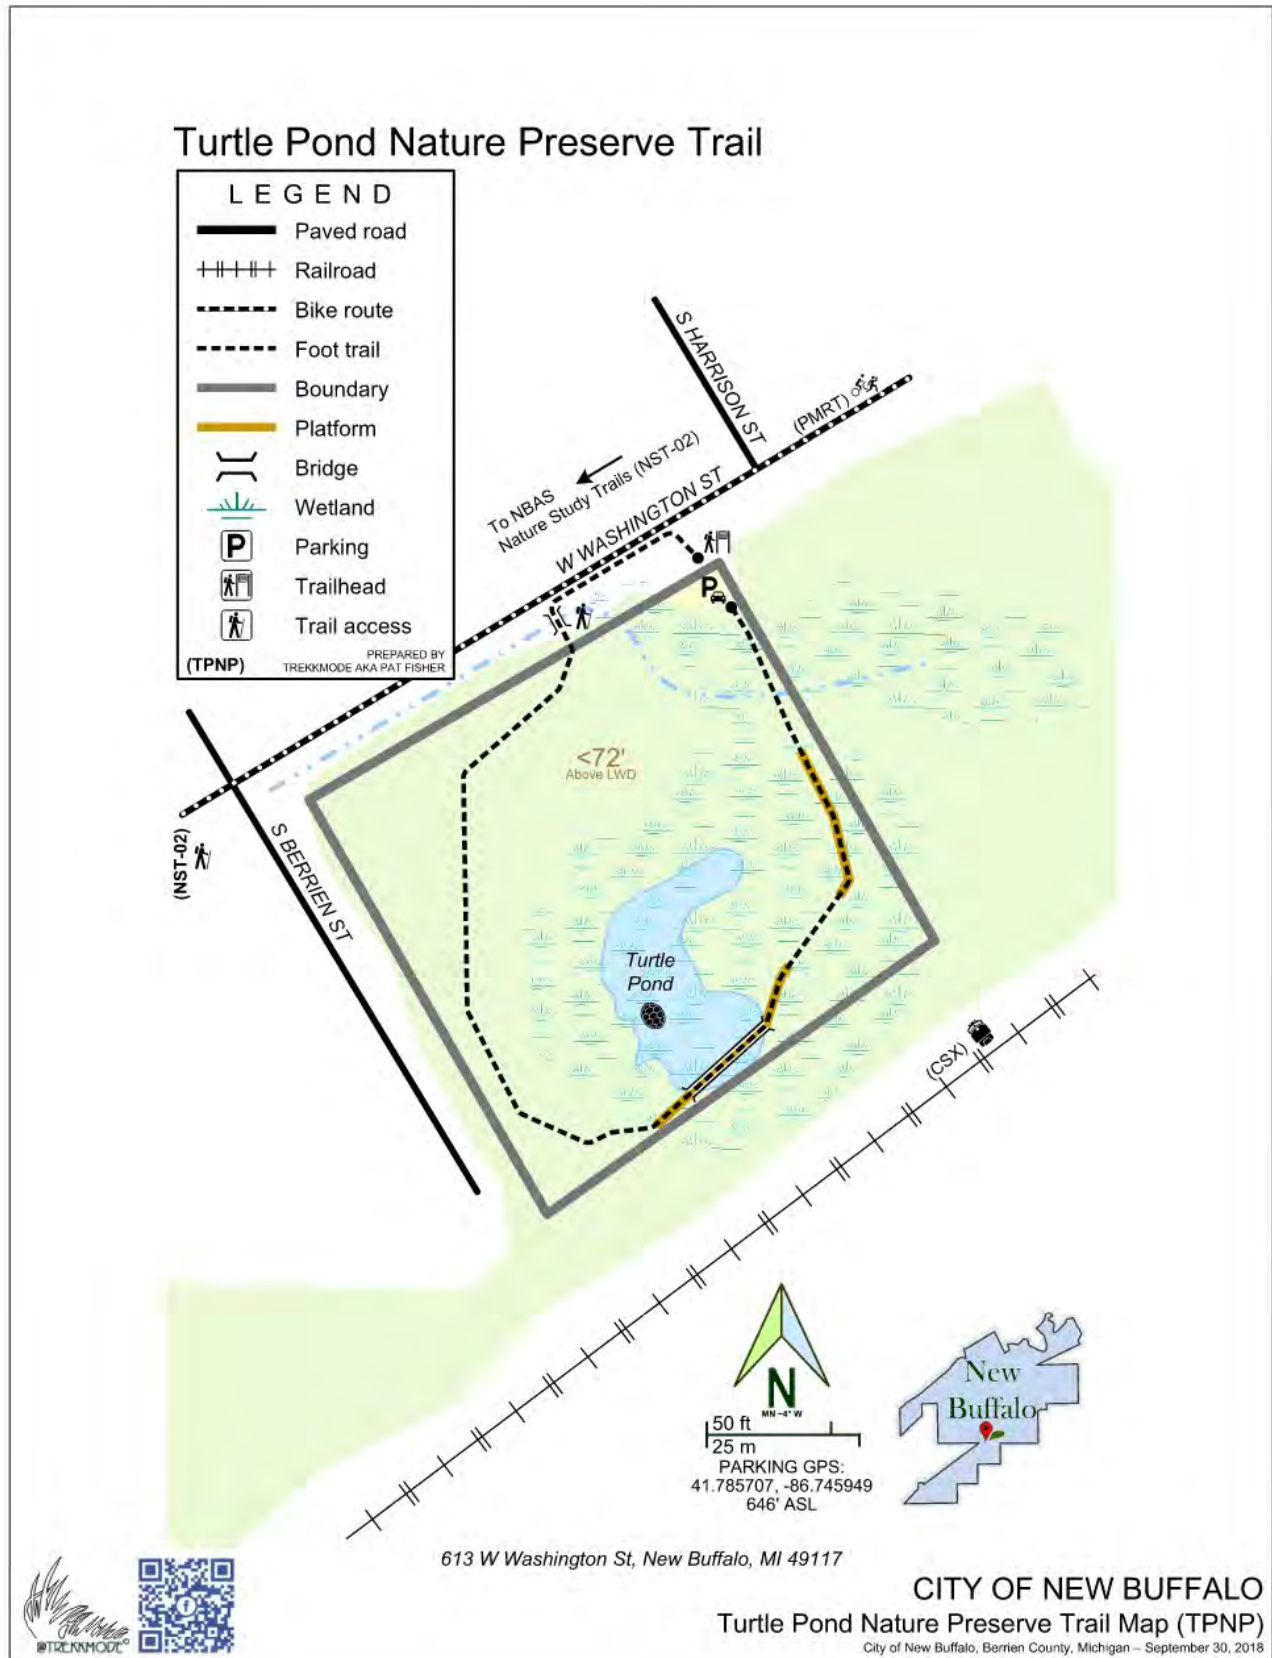 Turtle Pond Nature Preserve Trail
LEGEND
Paved road
Railroad
Bike route
Foot trail
Boundary
Platform
Bridge
Wetland
P
Parking
Trailhead
Trail access
(TPNP)
PREPARED BY
TREKKMODE AKA PAT FISHER
S HARRISON ST
(PMRT)
To NBAS
Nature Study Trails (NST-02)
W WASHINGTON ST
P
<72'
Above LWD
(NST-02)
S BERRIEN ST
Turtle
Pond
(CSX)
N
MN ~4° W
50 ft
25 m
PARKING GPS:
41.785707, -86.745949
646' ASL
New
Buffalo
613 W Washington St, New Buffalo, MI 49117
@TREKKMODE©
f
CITY OF NEW BUFFALO
Turtle Pond Nature Preserve Trail Map (TPNP)
City of New Buffalo, Berrien County, Michigan – September 30, 2018